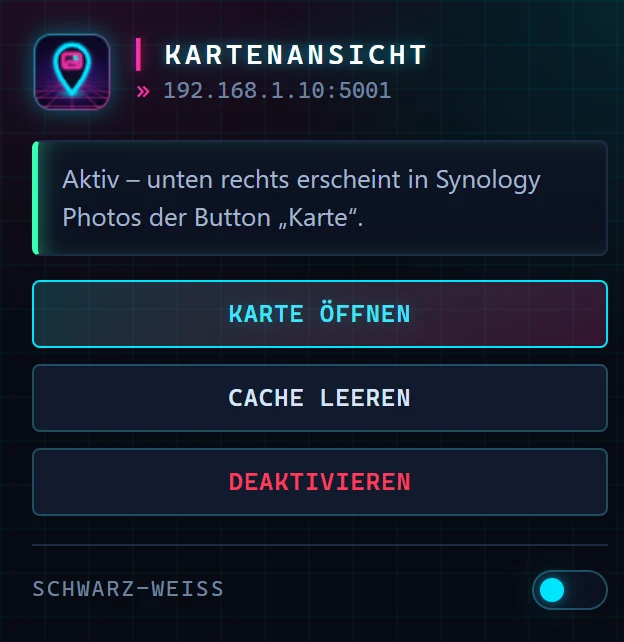 KARTENANSICHT
» 192.168.1.10:5001
Aktiv – unten rechts erscheint in Synology
Photos der Button „Karte“.
KARTE ÖFFNEN
CACHE LEEREN
DEAKTIVIEREN
SCHWARZ-WEISS